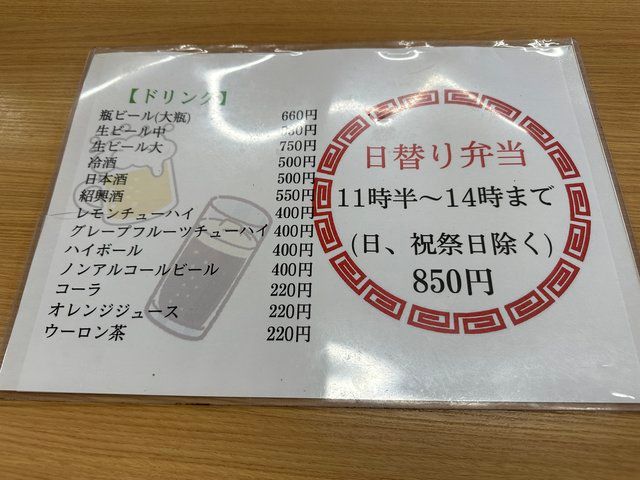 【ドリンク】
瓶ビール(大瓶) 660円
生ビール中
生ビール大 750円
冷酒 500円
日本酒 500円
紹興酒 550円
レモンチューハイ 400円
グレープフルーツチューハイ 400円
ハイボール 400円
ノンアルコールビール 400円
コーラ 220円
オレンジジュース 220円
ウーロン茶 220円
日替り弁当
11時半～14時まで
(日、祝祭日除く)
850円